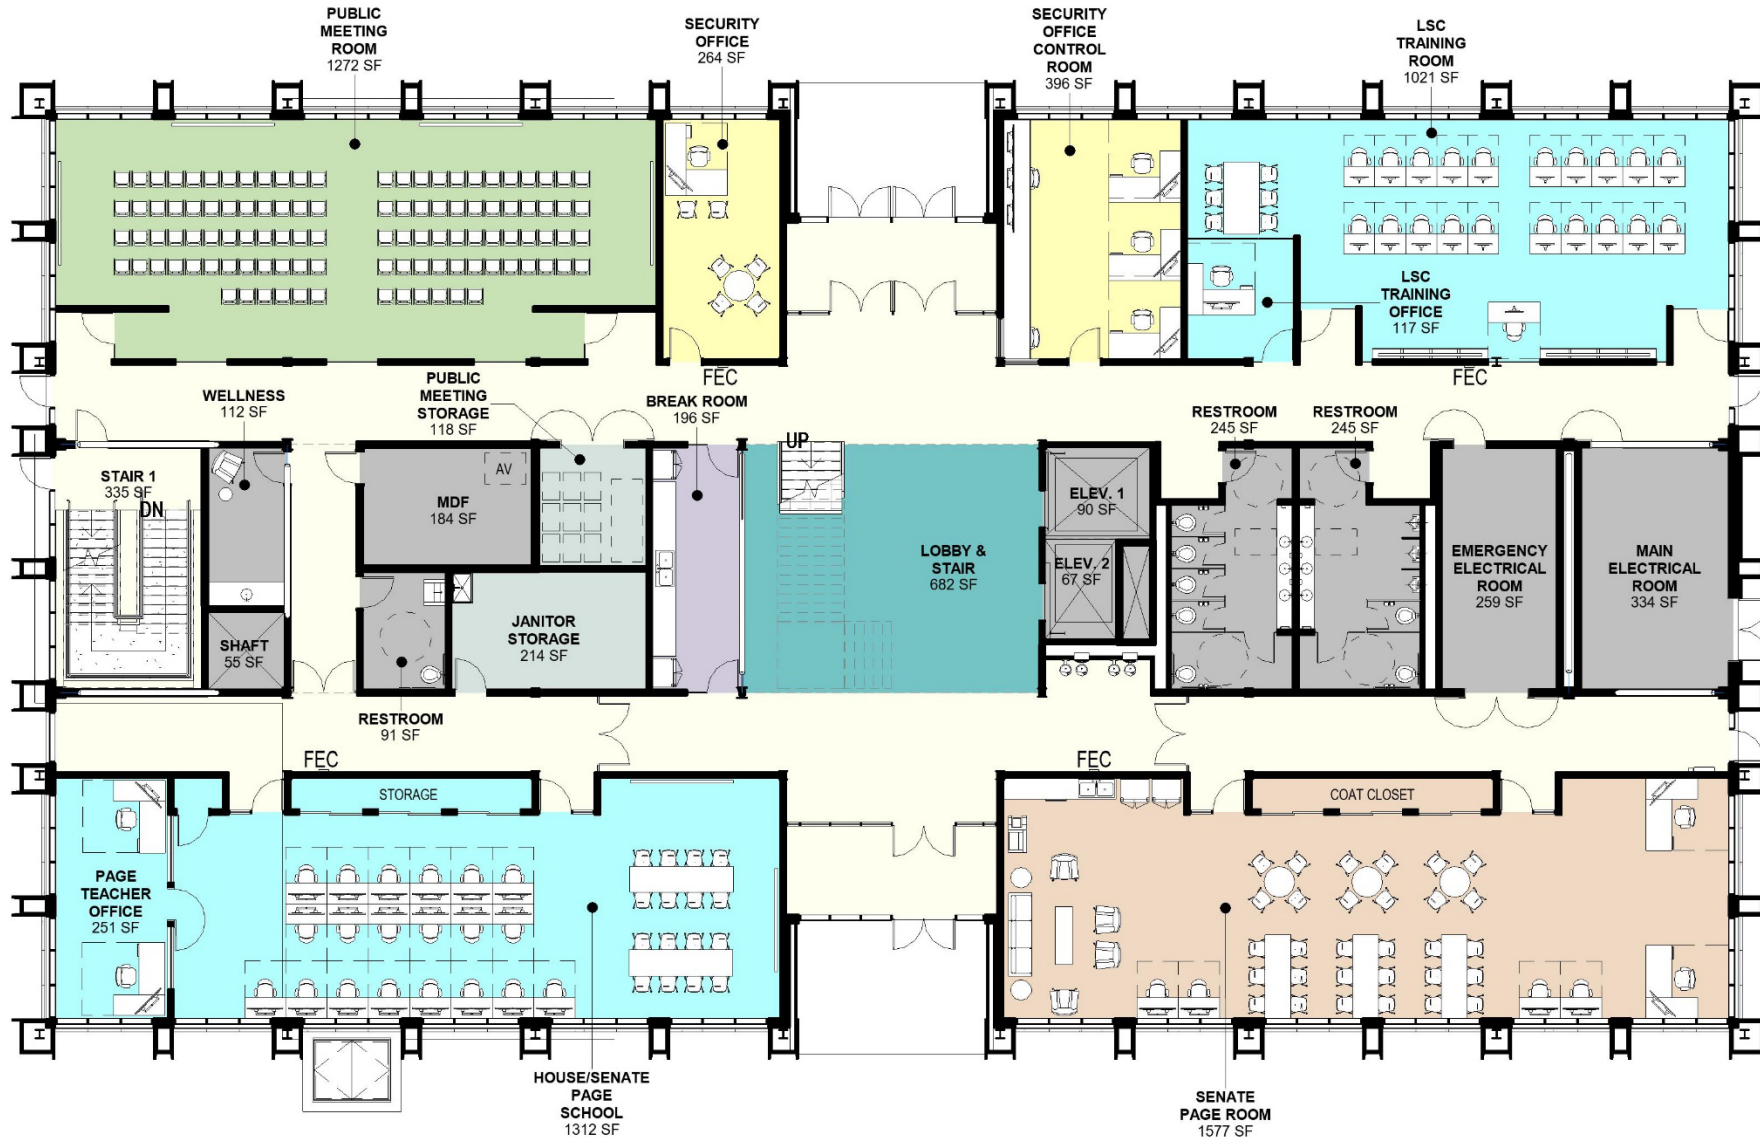 PUBLIC
MEETING
ROOM
1272 SF
SECURITY
OFFICE
264 SF
SECURITY
OFFICE
CONTROL
ROOM
396 SF
LSC
TRAINING
ROOM
1021 SF
LSC
TRAINING
OFFICE
117 SF
FEC
FEC
WELLNESS
112 SF
PUBLIC
MEETING
STORAGE
118 SF
BREAK ROOM
196 SF
RESTROOM
245 SF
RESTROOM
245 SF
UP
STAIR 1
335 SF
DN
AV
MDF
184 SF
ELEV. 1
90 SF
LOBBY &
STAIR
682 SF
ELEV. 2
67 SF
EMERGENCY
ELECTRICAL
ROOM
259 SF
MAIN
ELECTRICAL
ROOM
334 SF
SHAFT
55 SF
JANITOR
STORAGE
214 SF
RESTROOM
91 SF
FEC
FEC
STORAGE
COAT CLOSET
PAGE
TEACHER
OFFICE
251 SF
HOUSE/SENATE
PAGE
SCHOOL
1312 SF
SENATE
PAGE ROOM
1577 SF